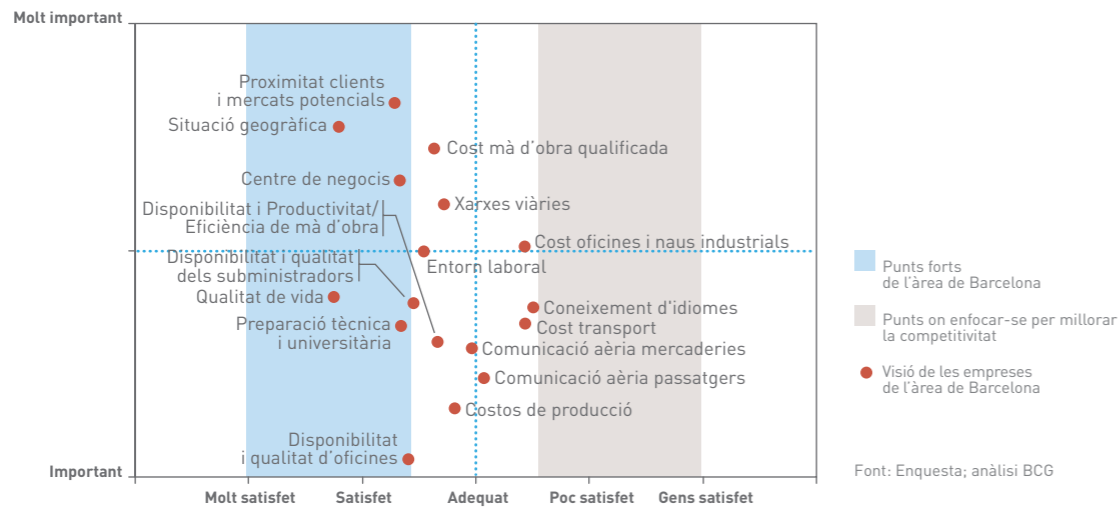 Molt important
Proximitat clients
i mercats potencials
Situació geogràfica
Cost mà d'obra qualificada
Centre de negocis
Xarxes viàries
Disponibilitat i Productivitat/
Eficiència de mà d'obra
Cost oficines i naus industrials
Disponibilitat i qualitat
dels subministradors
Entorn laboral
Qualitat de vida
Coneixement d'idiomes
Preparació tècnica
i universitària
Cost transport
Comunicació aèria mercaderies
Comunicació aèria passatgers
Costos de producció
Disponibilitat
i qualitat d'oficines
Important
Molt satisfet
Satisfet
Adequat
Poc satisfet
Gens satisfet
Punts forts
de l'àrea de Barcelona
Punts on enfocar-se per millorar
la competitivitat
Visió de les empreses
de l'àrea de Barcelona
Font: Enquesta; anàlisi BCG